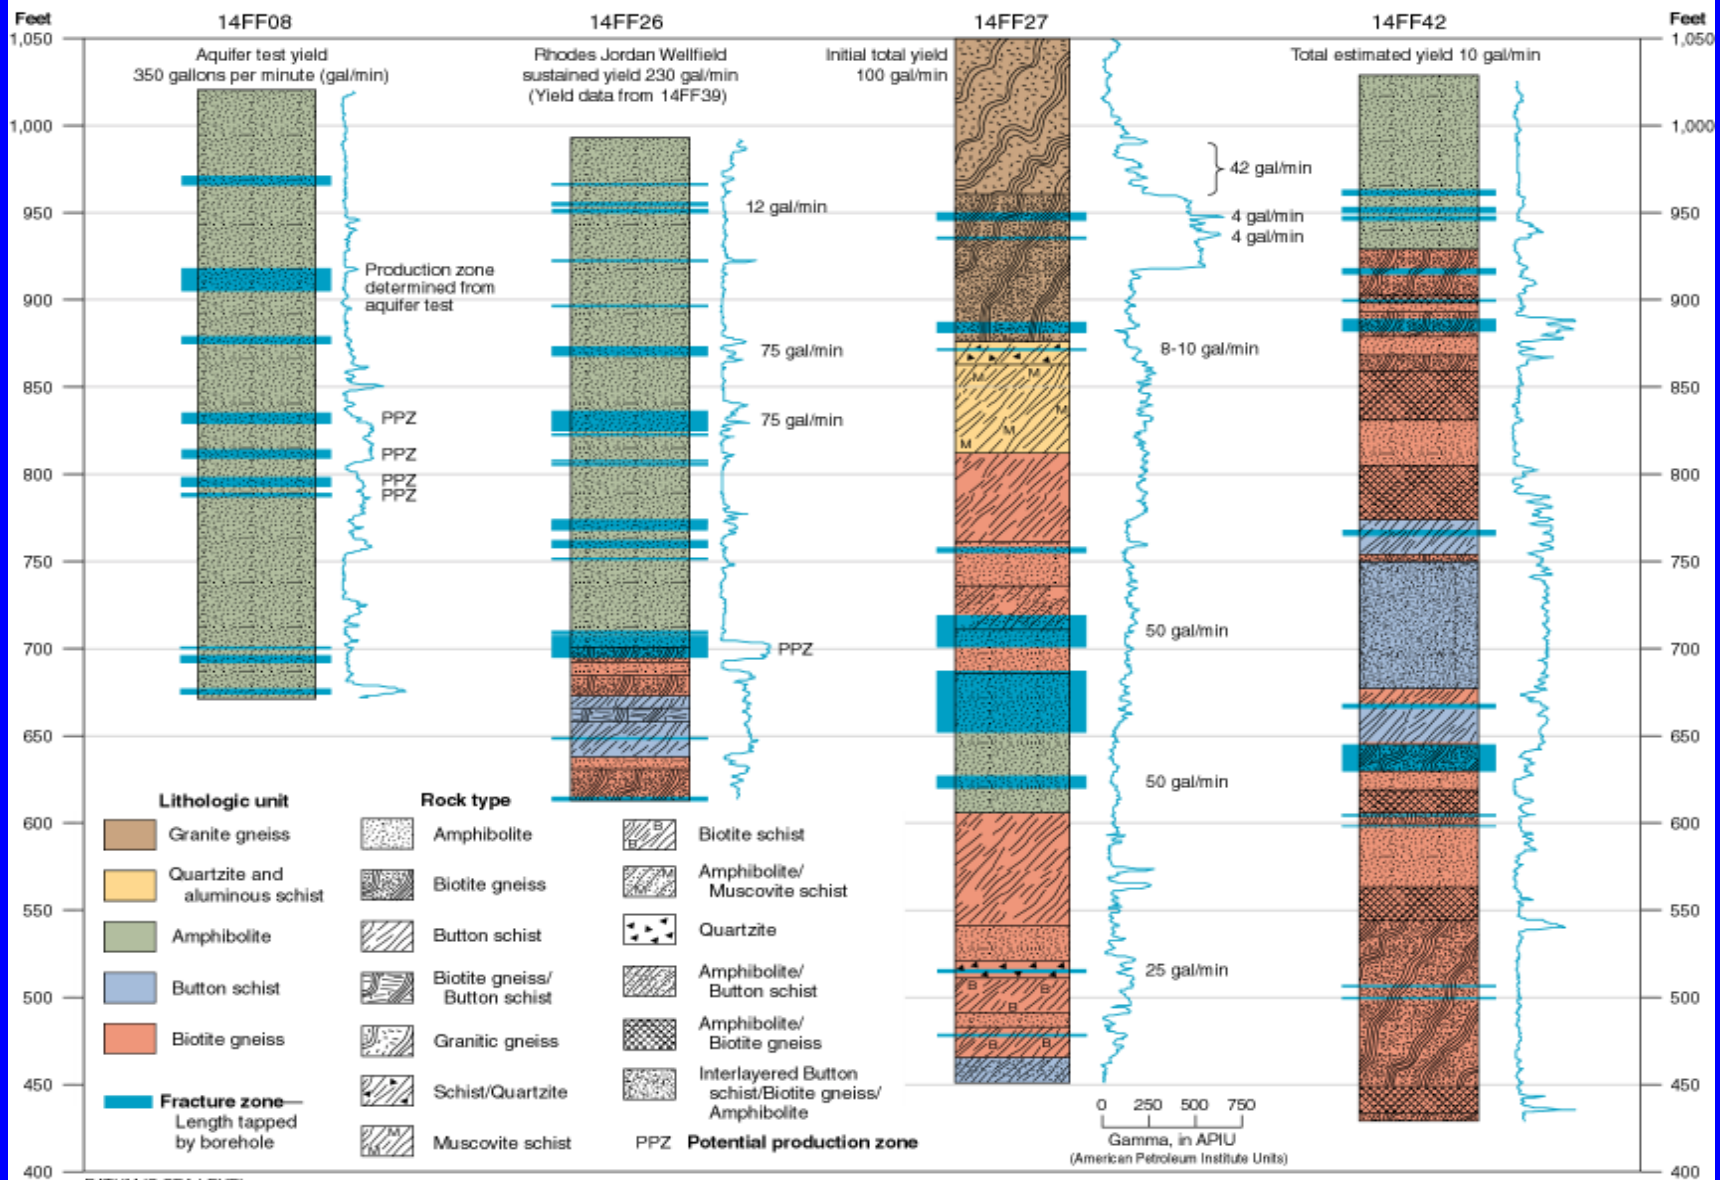 Feet
14FF08
14FF26
14FF27
14FF42
Feet
1,050
Aquifer test yield
350 gallons per minute (gal/min)
Rhodes Jordan Wellfield
sustained yield 230 gal/min
(Yield data from 14FF39)
Initial total yield
100 gal/min
Total estimated yield 10 gal/min
1,050
1,000
1,000
42 gal/min
950
12 gal/min
4 gal/min
4 gal/min
950
Production zone
determined from
aquifer test
900
900
75 gal/min
8-10 gal/min
850
M
M
850
PPZ
75 gal/min
M
M
M
PPZ
800
PPZ
PPZ
800
750
750
700
PPZ
50 gal/min
700
650
650
50 gal/min
600
600
550
550
25 gal/min
B
B
B
500
500
B
B
450
450
400
400
Lithologic unit
Granite gneiss
Quartzite and
aluminous schist
Amphibolite
Button schist
Biotite gneiss
Fracture zone—
Length tapped
by borehole
Rock type
Amphibolite
Biotite gneiss
Button schist
Biotite gneiss/
Button schist
Granitic gneiss
Schist/Quartzite
M
M
Muscovite schist
B
B
Biotite schist
M
M
Amphibolite/
Muscovite schist
Quartzite
Amphibolite/
Button schist
Amphibolite/
Biotite gneiss
Interlayered Button
schist/Biotite gneiss/
Amphibolite
PPZ Potential production zone
0 250 500 750
Gamma, in APIU
(American Petroleum Institute Units)